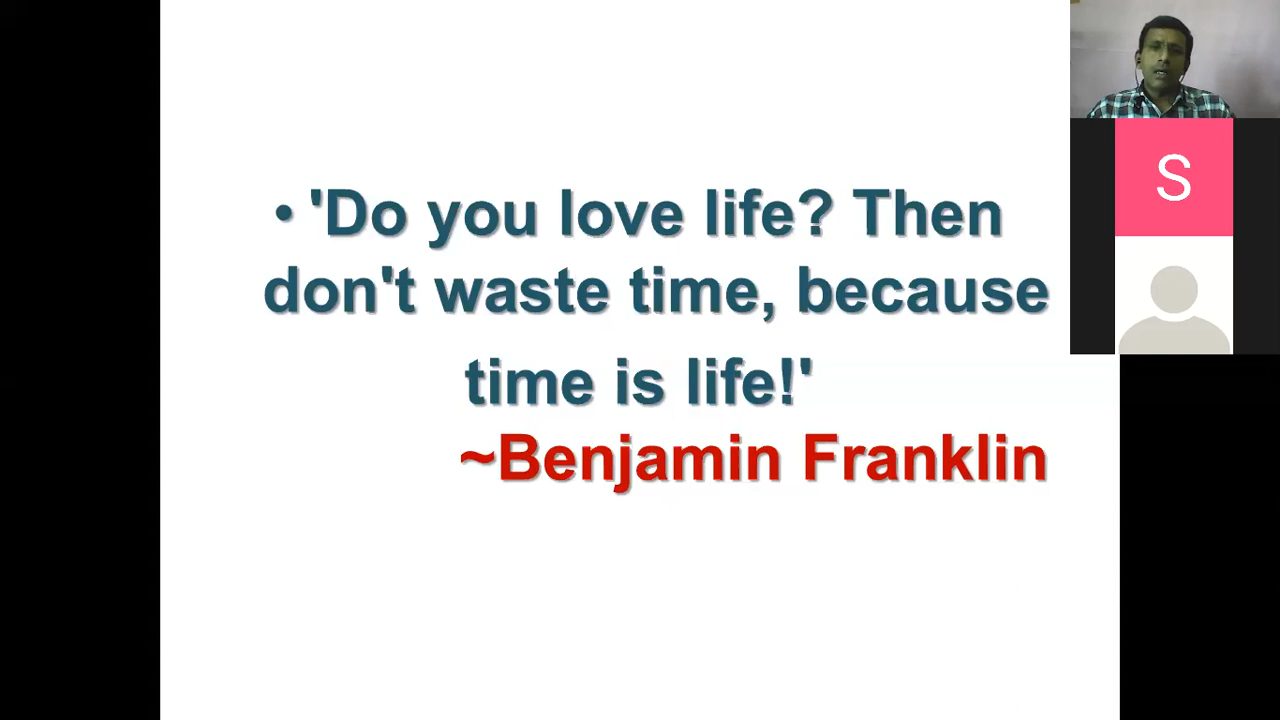 • 'Do you love life? Then
don't waste time, because
time is life!'
~Benjamin Franklin
S